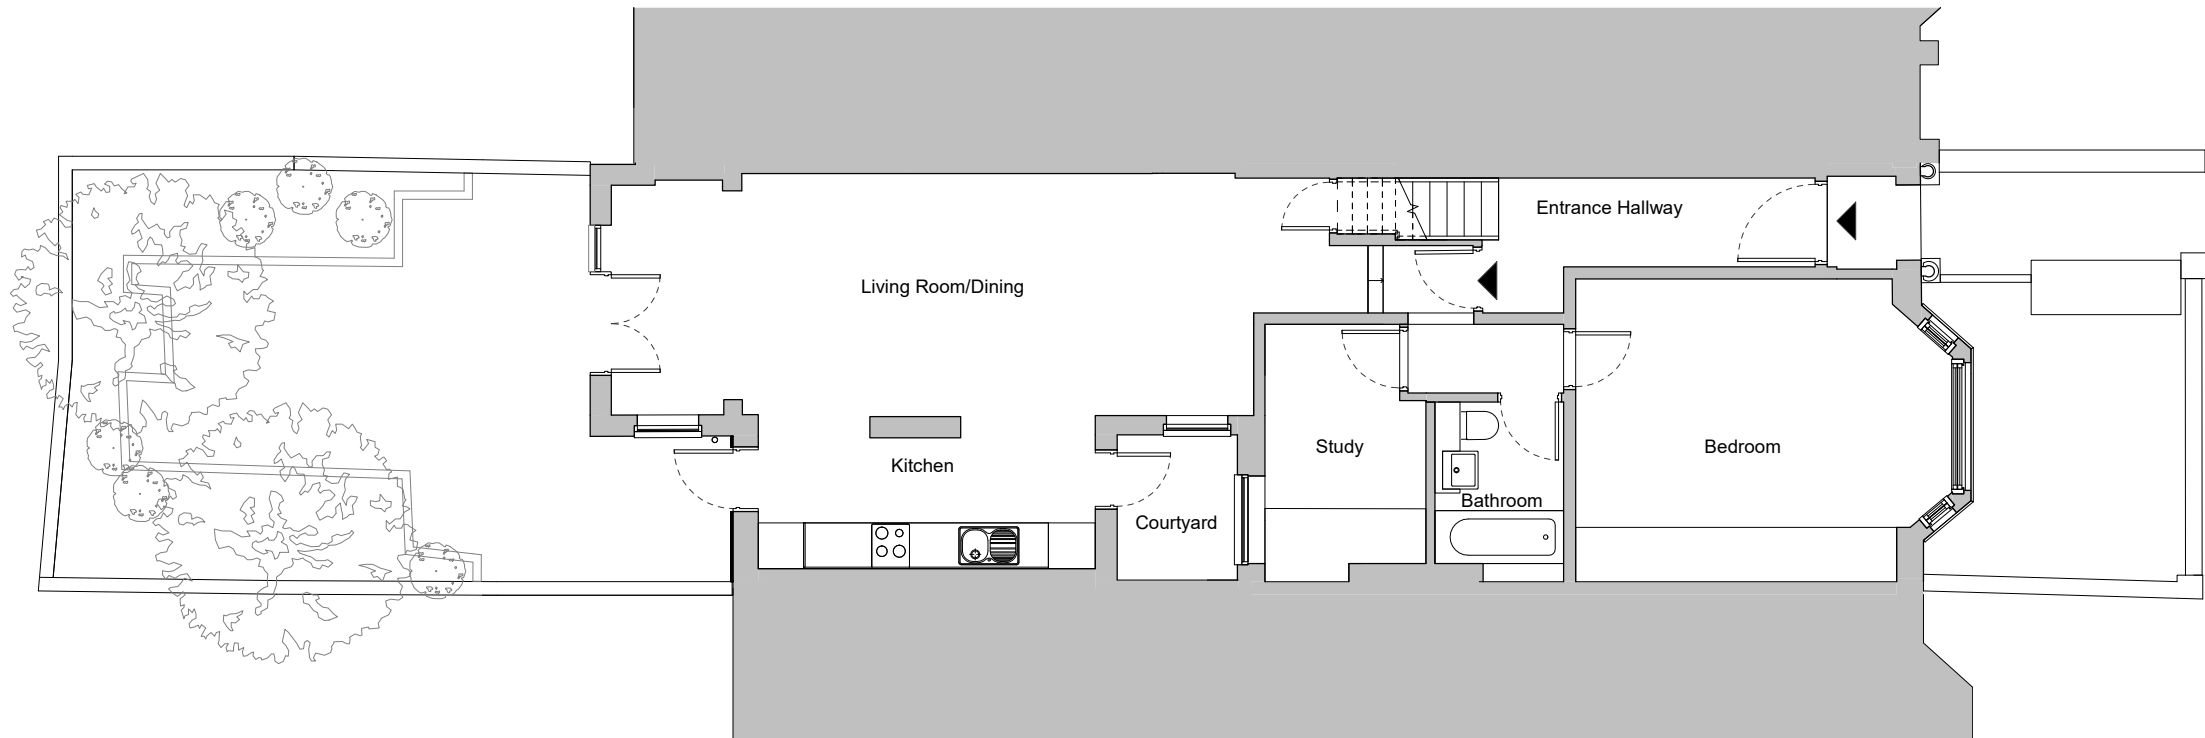 Entrance Hallway
Living Room/Dining
Study
Bedroom
Kitchen
Bathroom
Courtyard